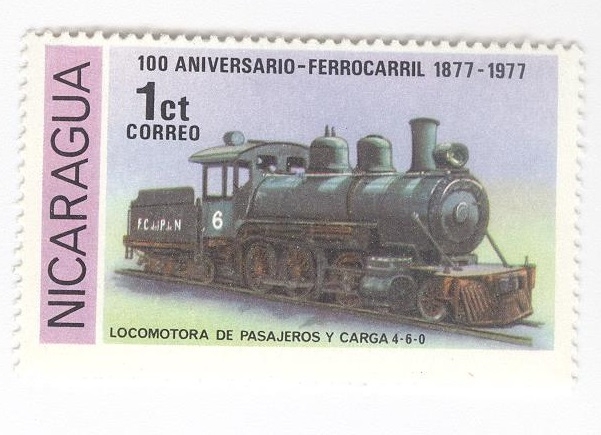 NICARAGUA
100 ANIVERSARIO-FERROCARRIL 1877-1977
1ct
CORREO
6
LOCOMOTORA DE PASAJEROS Y CARGA 4-6-0